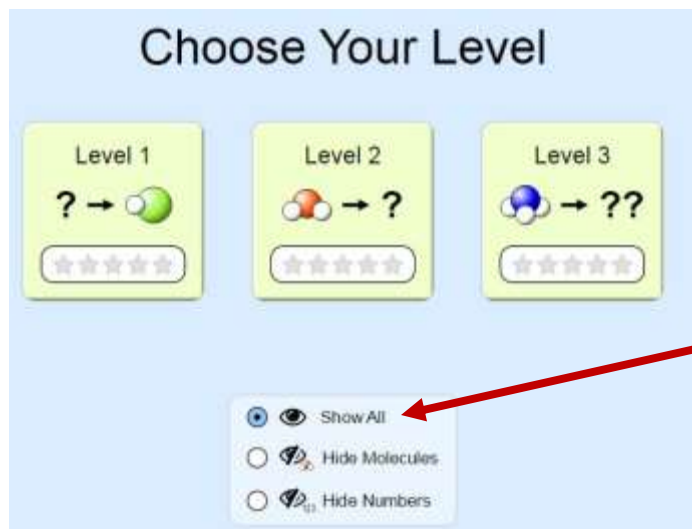 Choose Your Level
Level 1
Level 2
Level 3
? →
→ ?
→ ??
Show All
Hide Molecules
Hide Numbers